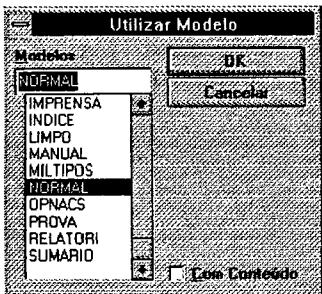 Utilizar Modelo
Modelos
NORMAL
IMPRENSA
INDICE
LIMPO
MANUAL
MILTIPOS
NORMAL
OPNACS
PROVA
RELATORI
SUMARIO
OK
Cancelar
Com Conteúdo